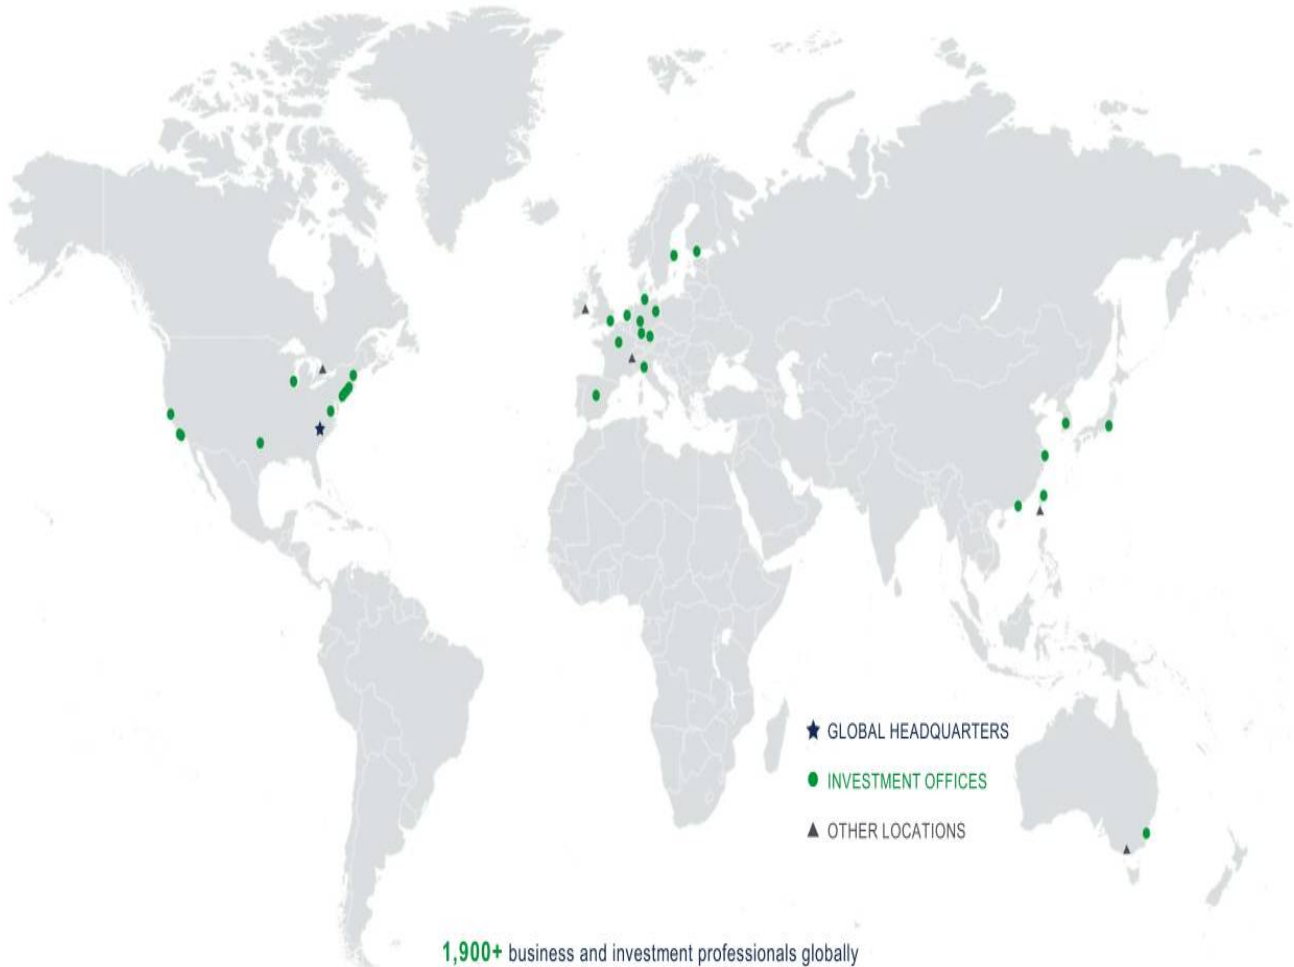 GLOBAL HEADQUARTERS
INVESTMENT OFFICES
OTHER LOCATIONS
1,900+ business and investment professionals globally